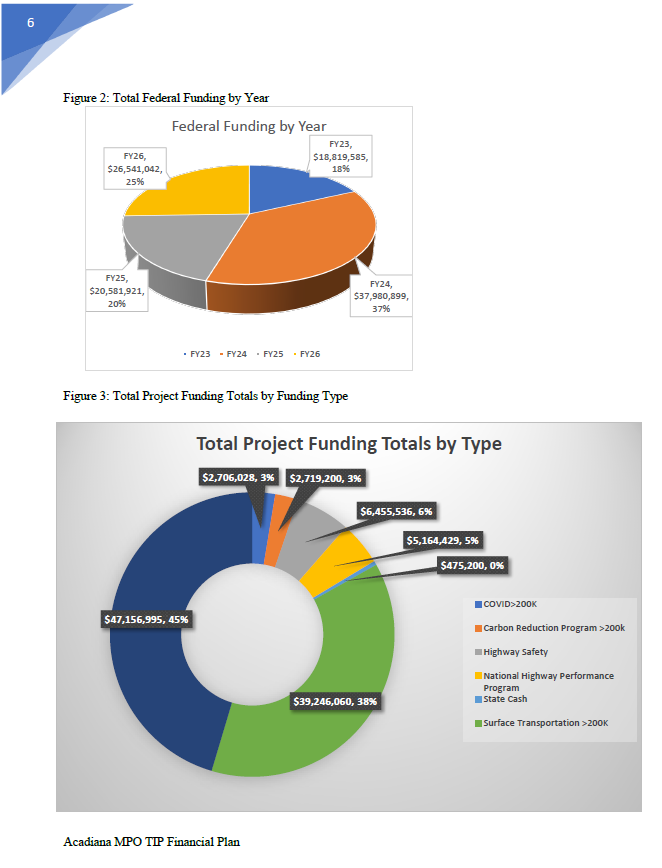 6
Figure 2: Total Federal Funding by Year
Federal Funding by Year
FY26,
$26,541,042,
25%
FY23,
$18,819,585,
18%
FY25,
$20,581,921,
20%
FY24,
$37,980,899,
37%
FY23 FY24 FY25 FY26
Figure 3: Total Project Funding Totals by Funding Type
Total Project Funding Totals by Type
$2,706,028, 3% $2,719,200, 3%
$6,455,536, 6%
$5,164,429, 5%
$475,200, 0%
$47,156,995, 45%
$39,246,060, 38%
COVID>200K
Carbon Reduction Program >200k
Highway Safety
National Highway Performance
Program
State Cash
Surface Transportation >200K
Acadiana MPO TIP Financial Plan